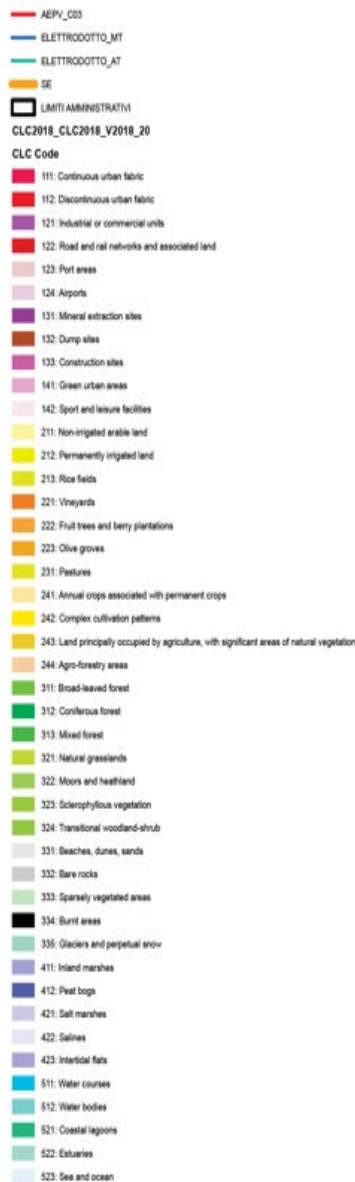 AEPV_C03
ELETTRODOTTO_MT
ELETTRODOTTO_AT
SE
LIMITI AMMINISTRATIVI
CLC2018_CLC2018_V2018_20
CLC Code
111: Continuous urban fabric
112: Discontinuous urban fabric
121: Industrial or commercial units
122: Road and rail networks and associated land
123: Port areas
124: Airports
131: Mineral extraction sites
132: Dump sites
133: Construction sites
141: Green urban areas
142: Sport and leisure facilities
211: Non-irrigated arable land
212: Permanently irrigated land
213: Rice fields
221: Vineyards
222: Fruit trees and berry plantations
223: Olive groves
231: Pastures
241: Annual crops associated with permanent crops
242: Complex cultivation patterns
243: Land principally occupied by agriculture, with significant areas of natural vegetation
244: Agro-forestry areas
311: Broad-leaved forest
312: Coniferous forest
313: Mixed forest
321: Natural grasslands
322: Moors and heathland
323: Sclerophyllous vegetation
324: Transitional woodland-shrub
331: Beaches, dunes, sands
332: Bare rocks
333: Sparsely vegetated areas
334: Burnt areas
335: Glaciers and perpetual snow
411: Inland marshes
412: Peat bogs
421: Salt marshes
422: Salines
423: Intertidal flats
511: Water courses
512: Water bodies
521: Coastal lagoons
522: Estuaries
523: Sea and ocean